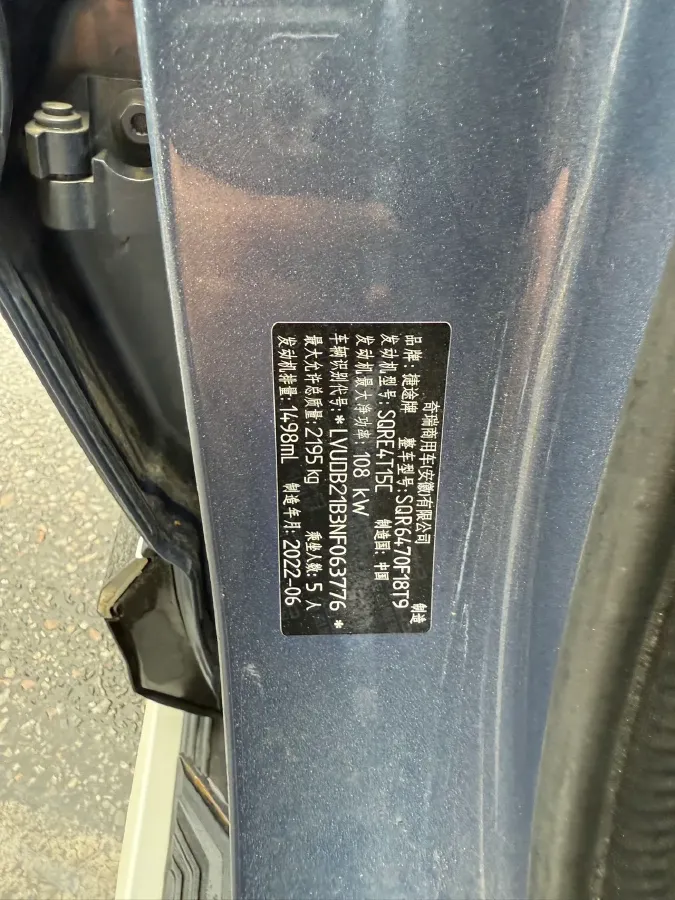 奇瑞商用车(安徽)有限公司 制造
品牌: 捷途牌 整车型号: SQR6470F18T9
发动机型号: SQRE4T15C 制造国: 中国
发动机最大净功率: 108 kW
车辆识别代号: *LVUDB21B3NF063776*
最大允许总质量: 2195 kg 乘坐人数: 5 人
发动机排量: 1498mL 制造年月: 2022-06